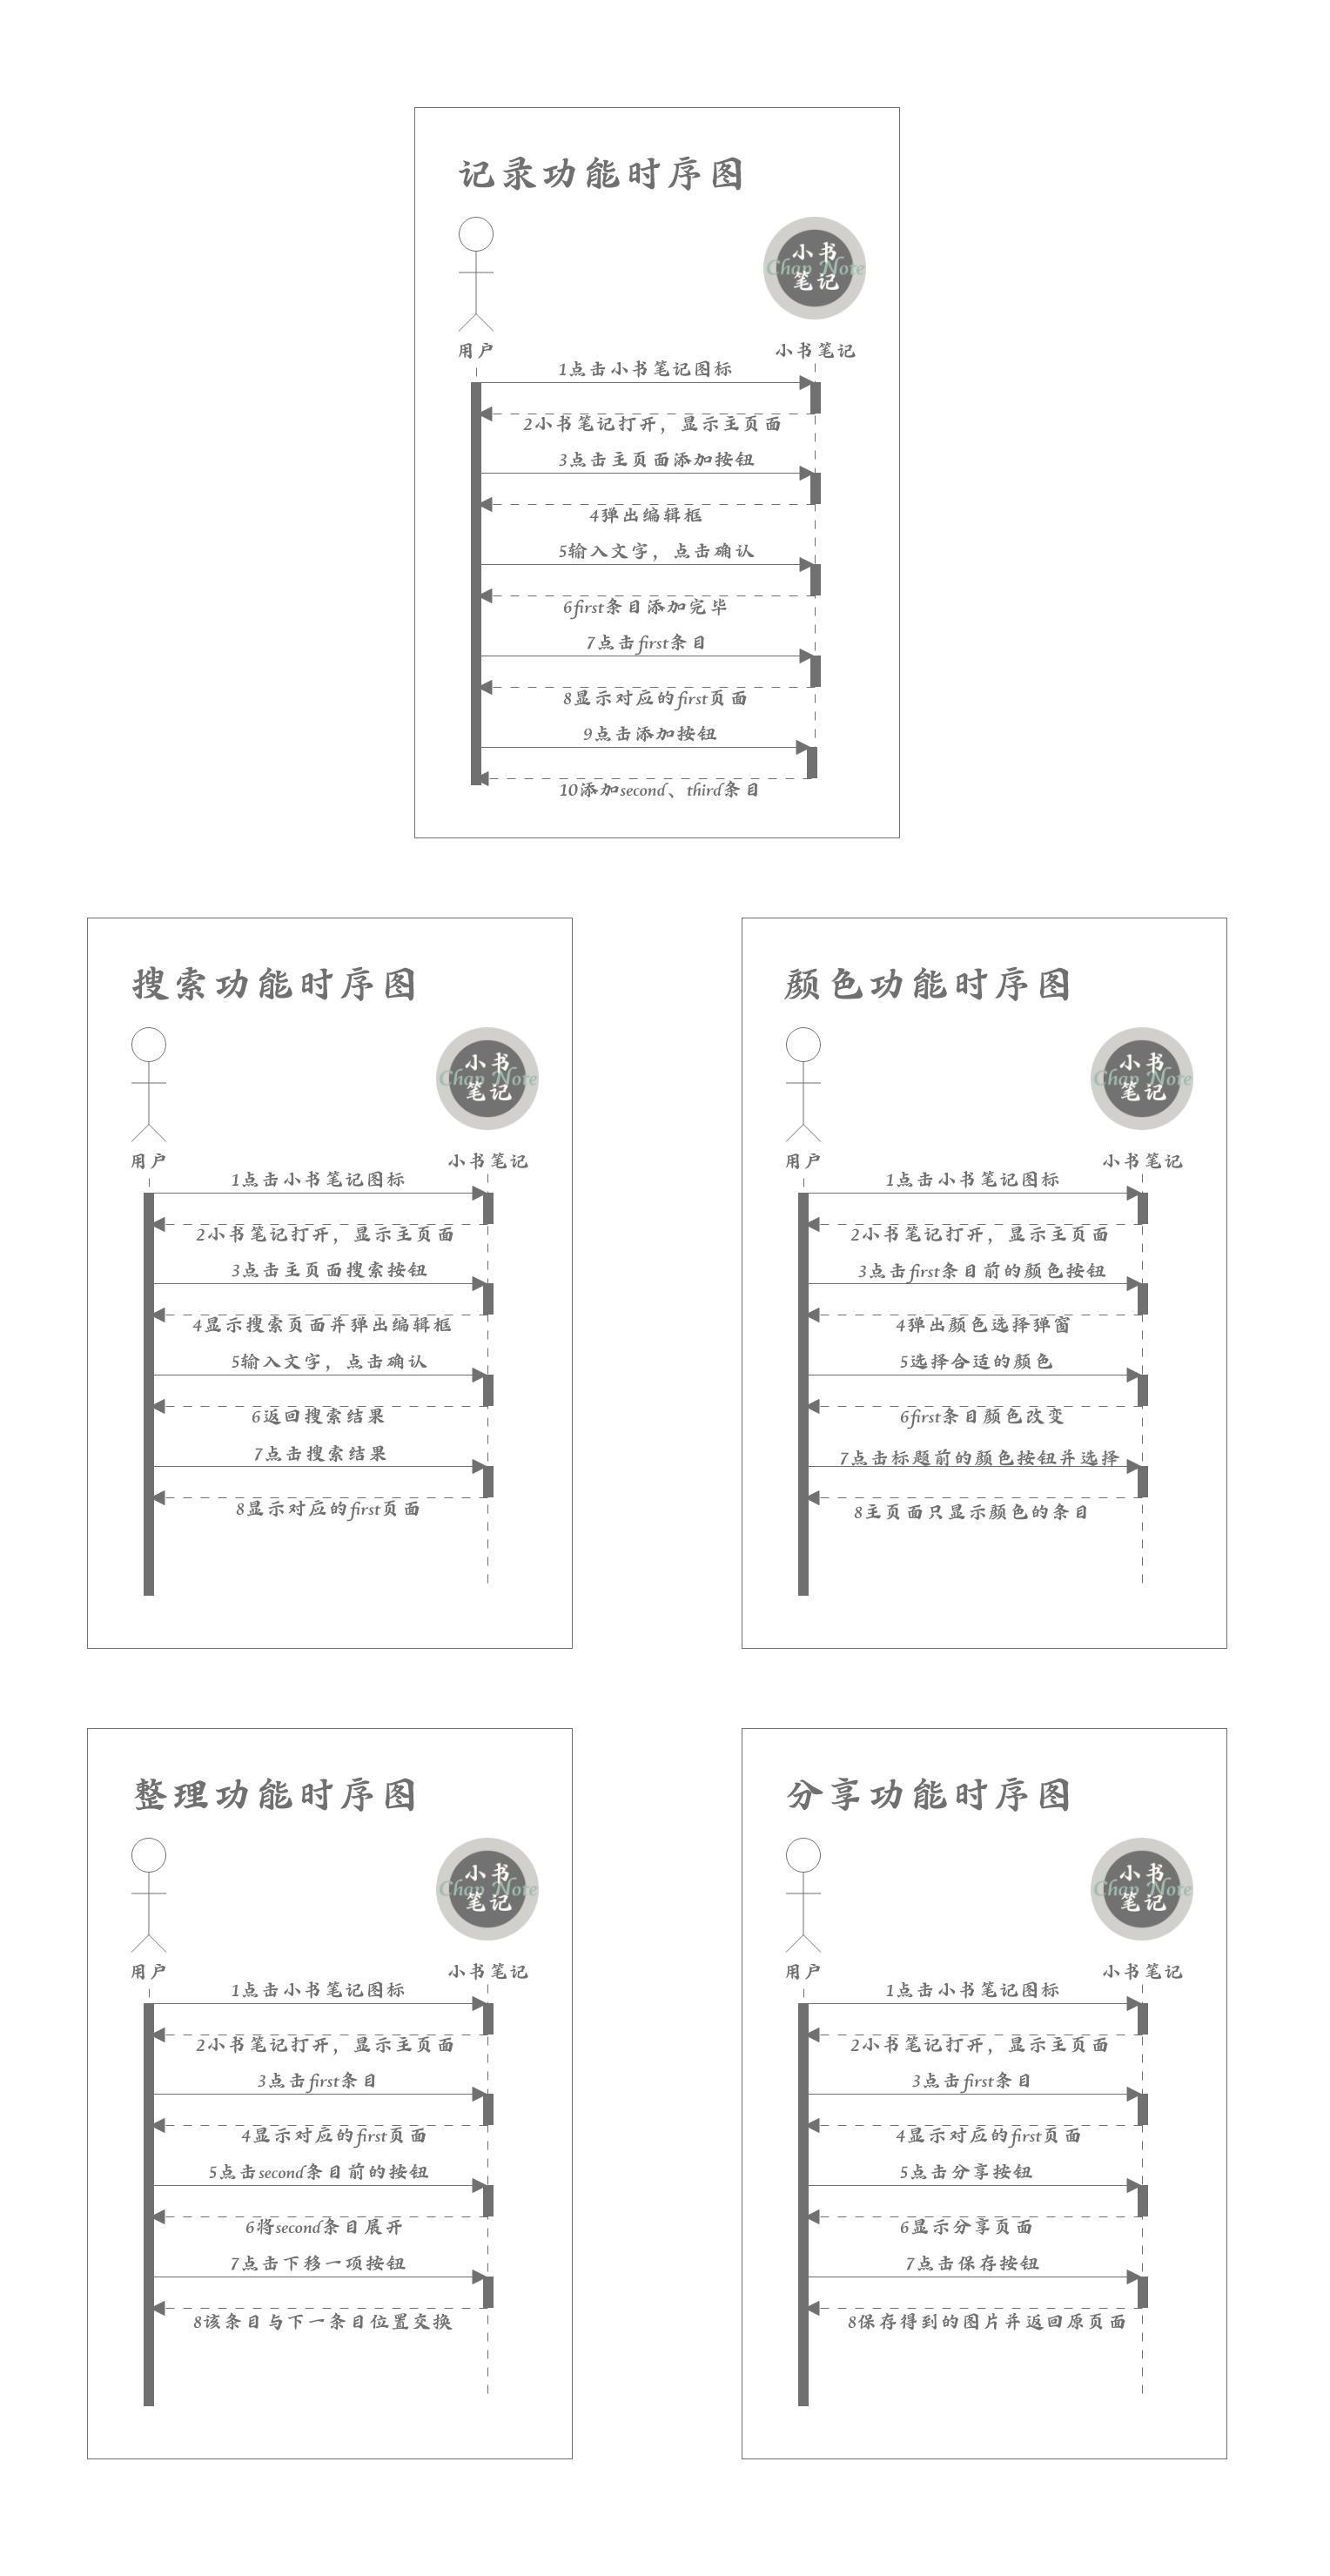 记录功能时序图
小书
Chap Note
笔记
用户
小书笔记
1点击小书笔记图标
2小书笔记打开，显示主页面
3点击主页面添加按钮
4弹出编辑框
5输入文字，点击确认
6first条目添加完毕
7点击first条目
8显示对应的first页面
9点击添加按钮
10添加second、third条目
搜索功能时序图
小书
Chap Note
笔记
用户
小书笔记
1点击小书笔记图标
2小书笔记打开，显示主页面
3点击主页面搜索按钮
4显示搜索页面并弹出编辑框
5输入文字，点击确认
6返回搜索结果
7点击搜索结果
8显示对应的first页面
颜色功能时序图
小书
Chap Note
笔记
用户
小书笔记
1点击小书笔记图标
2小书笔记打开，显示主页面
3点击first条目前的颜色按钮
4弹出颜色选择弹窗
5选择合适的颜色
6first条目颜色改变
7点击标题前的颜色按钮并选择
8主页面只显示颜色的条目
整理功能时序图
小书
Chap Note
笔记
用户
小书笔记
1点击小书笔记图标
2小书笔记打开，显示主页面
3点击first条目
4显示对应的first页面
5点击second条目前的按钮
6将second条目展开
7点击下移一项按钮
8该条目与下一条目位置交换
分享功能时序图
小书
Chap Note
笔记
用户
小书笔记
1点击小书笔记图标
2小书笔记打开，显示主页面
3点击first条目
4显示对应的first页面
5点击分享按钮
6显示分享页面
7点击保存按钮
8保存得到的图片并返回原页面